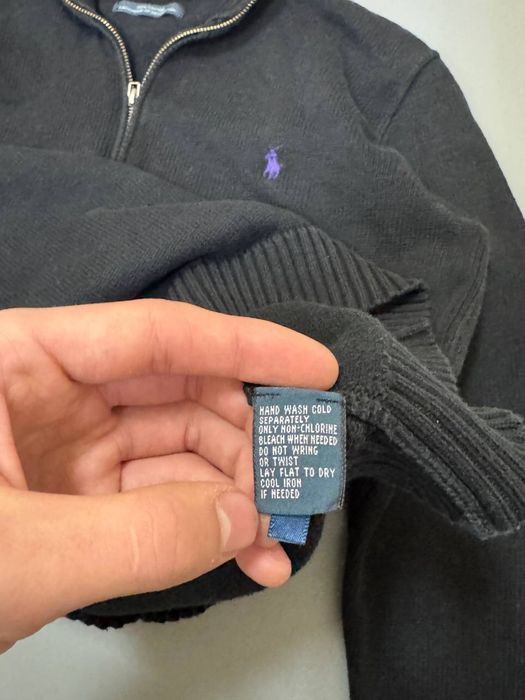 HAND WASH COLD
SEPARATELY
ONLY NON-CHLORINE
BLEACH WHEN NEEDED
DO NOT WRING
OR TWIST
LAY FLAT TO DRY
COOL IRON
IF NEEDED